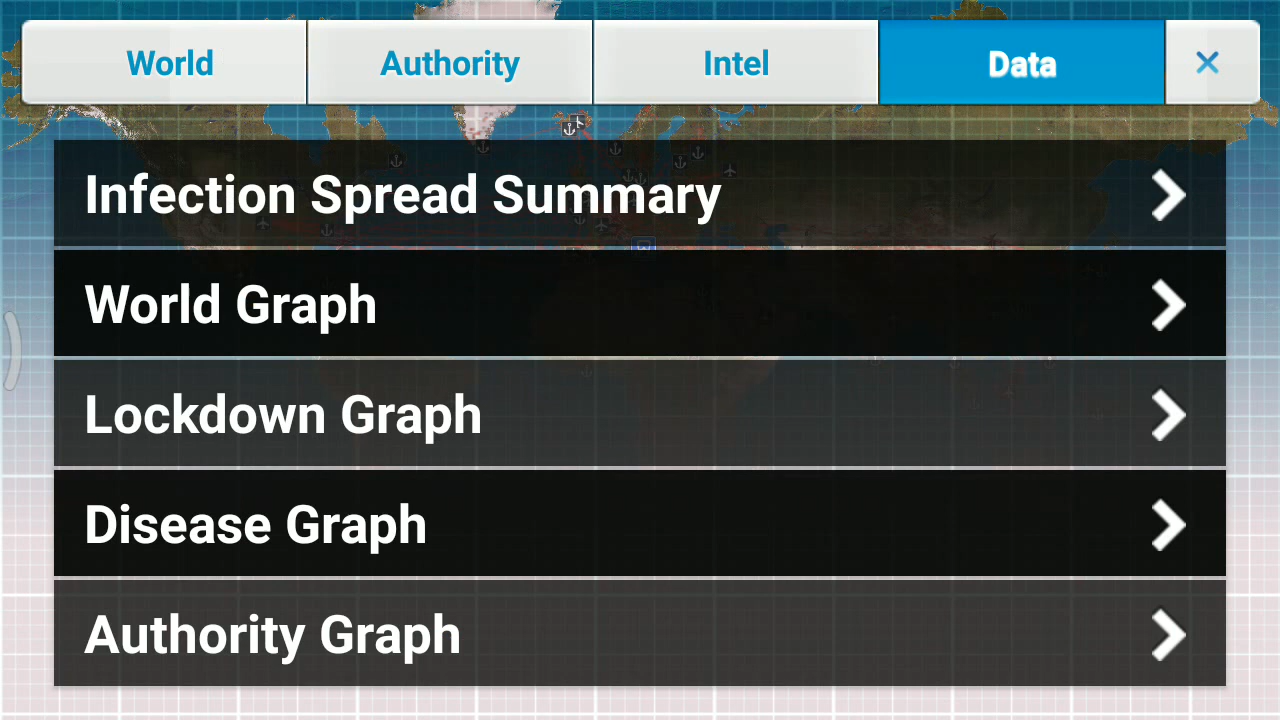 World
Authority
Intel
Data
Infection Spread Summary
World Graph
Lockdown Graph
Disease Graph
Authority Graph